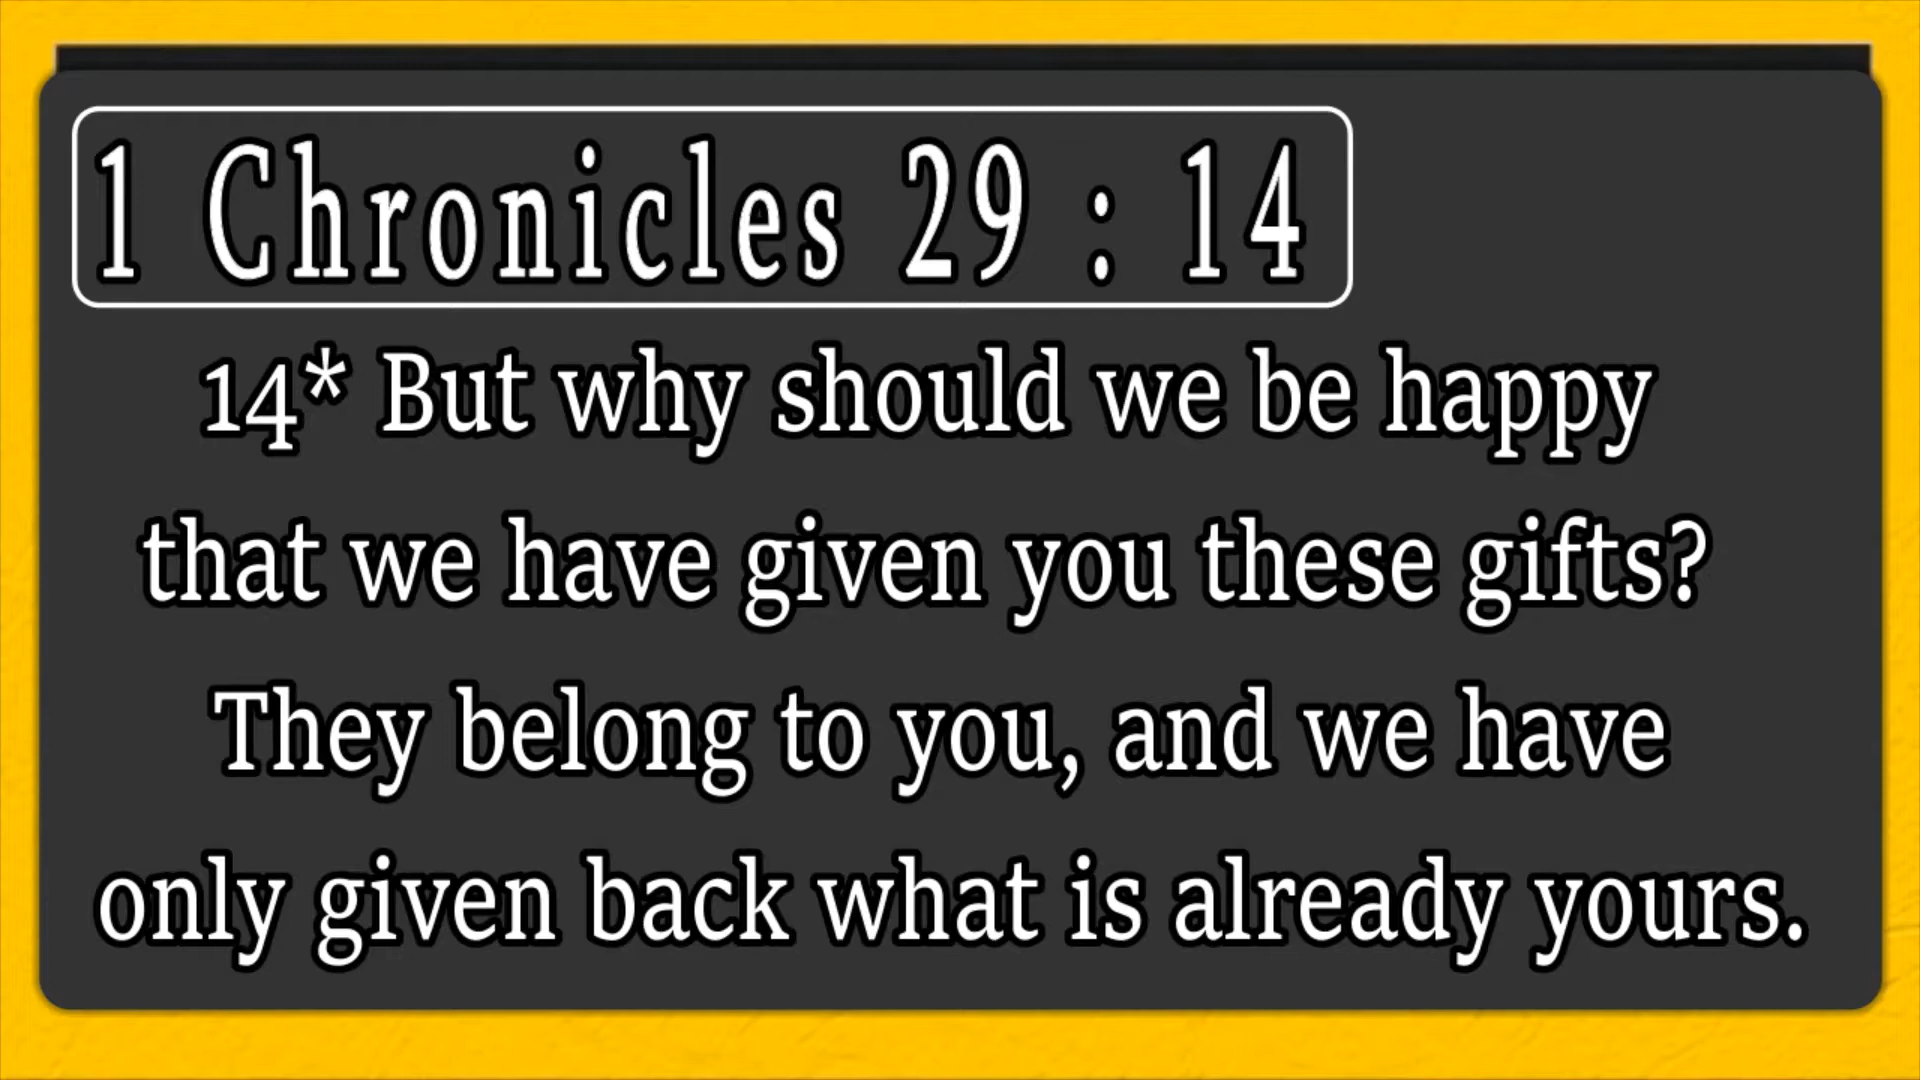 1 Chronicles 29 : 14
14* But why should we be happy
that we have given you these gifts?
They belong to you, and we have
only given back what is already yours.